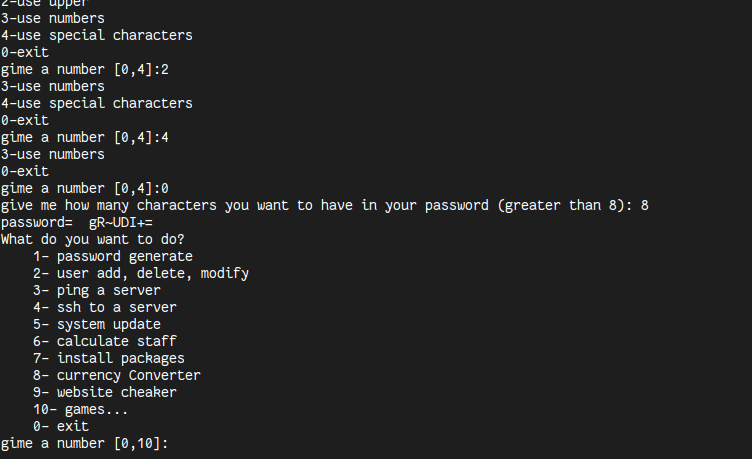 2-use upper
3-use numbers
4-use special characters
0-exit
gime a number [0,4]:2
3-use numbers
4-use special characters
0-exit
gime a number [0,4]:4
3-use numbers
0-exit
gime a number [0,4]:0
give me how many characters you want to have in your password (greater than 8): 8
password=  gR~UDI+=
What do you want to do?
    1- password generate
    2- user add, delete, modify
    3- ping a server
    4- ssh to a server
    5- system update
    6- calculate staff
    7- install packages
    8- currency Converter
    9- website cheaker
    10- games...
    0- exit
gime a number [0,10]: